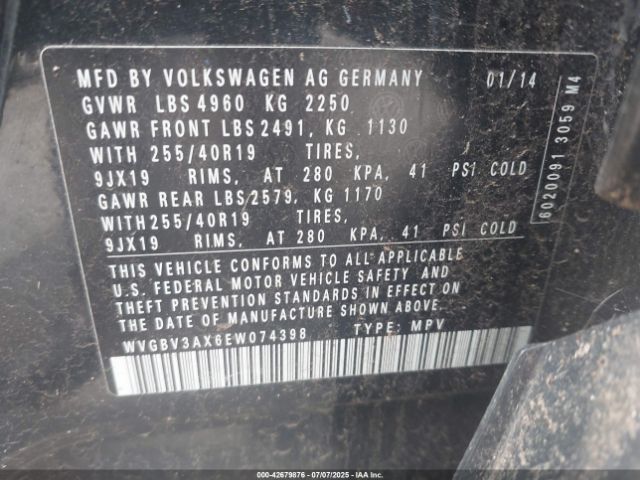 MFD BY VOLKSWAGEN AG GERMANY 01/14
GVWR LBS 4960 KG 2250
GAWR FRONT LBS 2491, KG 1130
WITH 255/40R19 TIRES,
9JX19 RIMS, AT 280 KPA, 41 PSI COLD
GAWR REAR LBS 2579, KG 1170
WITH 255/40R19 TIRES,
9JX19 RIMS, AT 280 KPA, 41 PSI COLD
6020091 3059 M4
THIS VEHICLE CONFORMS TO ALL APPLICABLE
U.S. FEDERAL MOTOR VEHICLE SAFETY AND
THEFT PREVENTION STANDARDS IN EFFECT ON
THE DATE OF MANUFACTURE SHOWN ABOVE.
WVGBV3AX6EW074398 TYPE: MPV
000-42679876 - 07/07/2025 - IAA Inc.